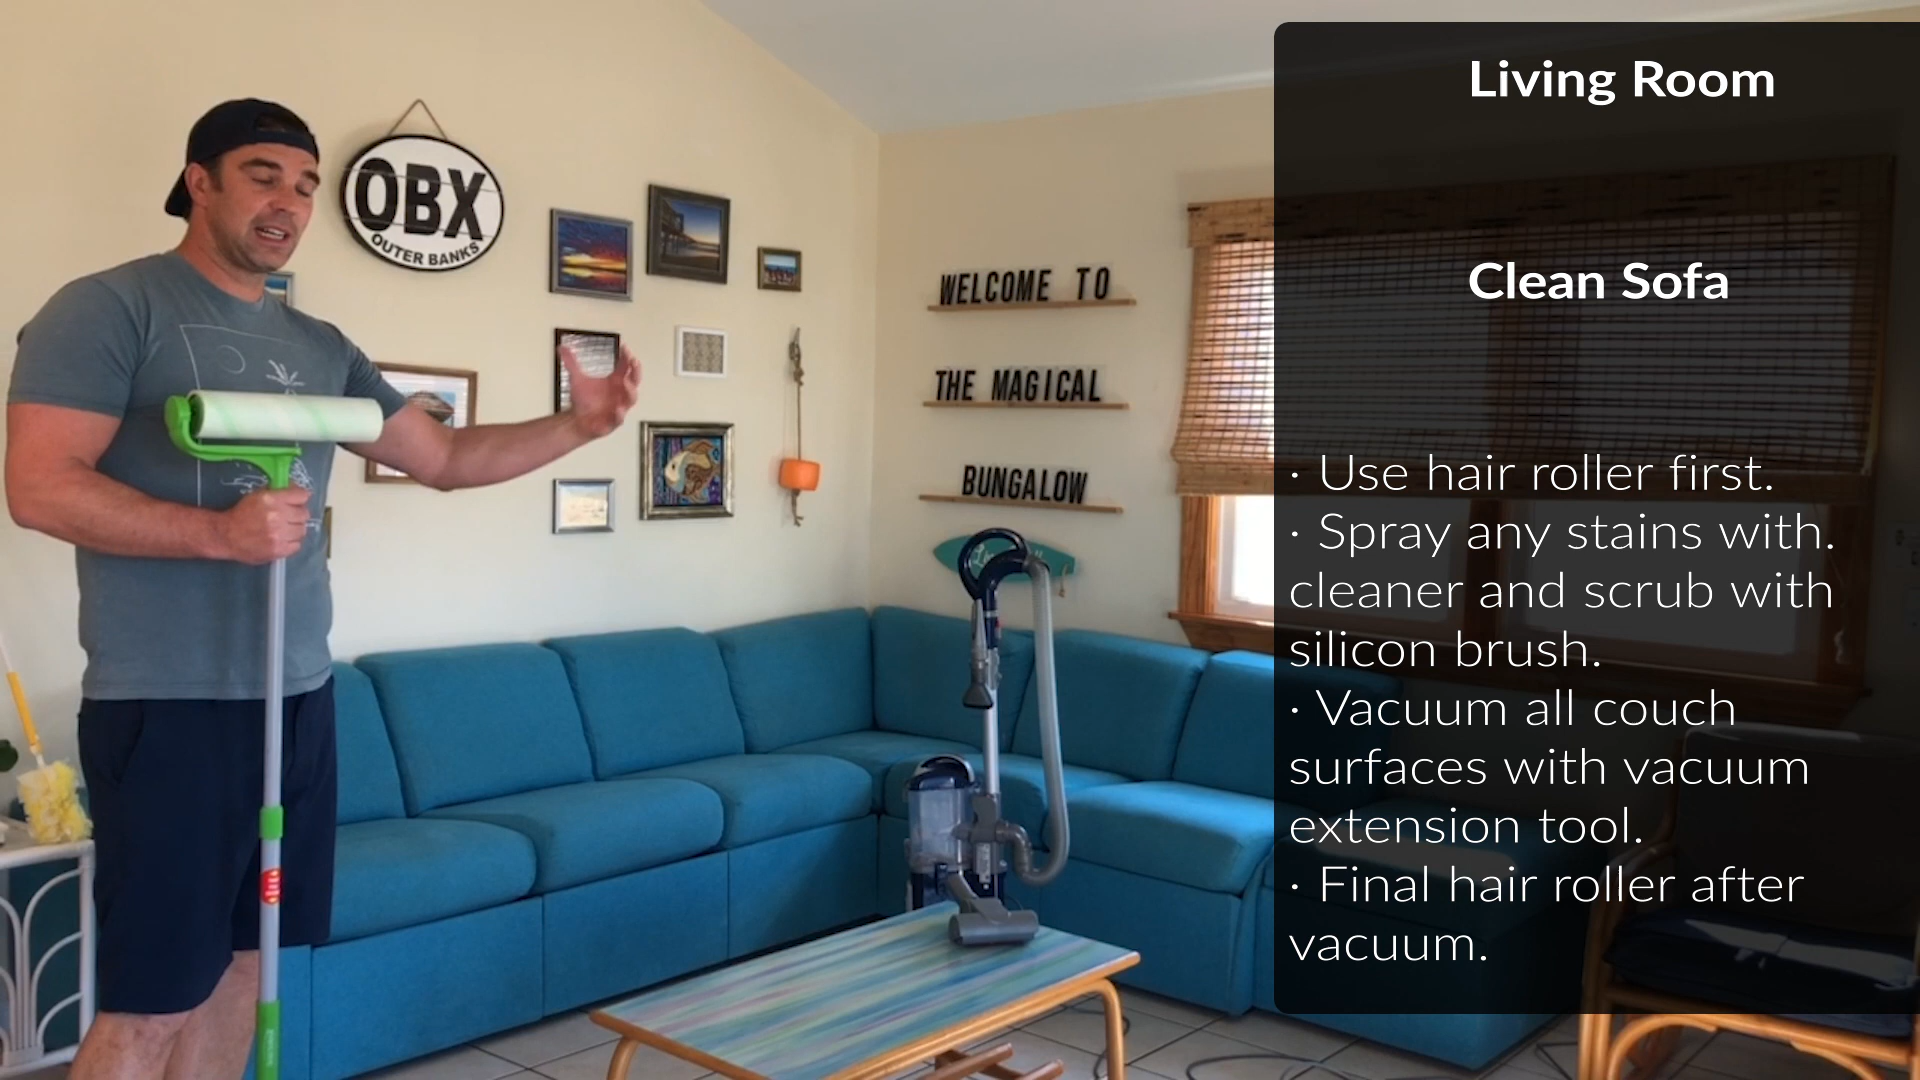 OBX
OUTER BANKS
WELCOME TO
THE MAGICAL
BUNGALOW
Living Room
Clean Sofa
· Use hair roller first.
· Spray any stains with.
cleaner and scrub with
silicon brush.
· Vacuum all couch
surfaces with vacuum
extension tool.
· Final hair roller after
vacuum.